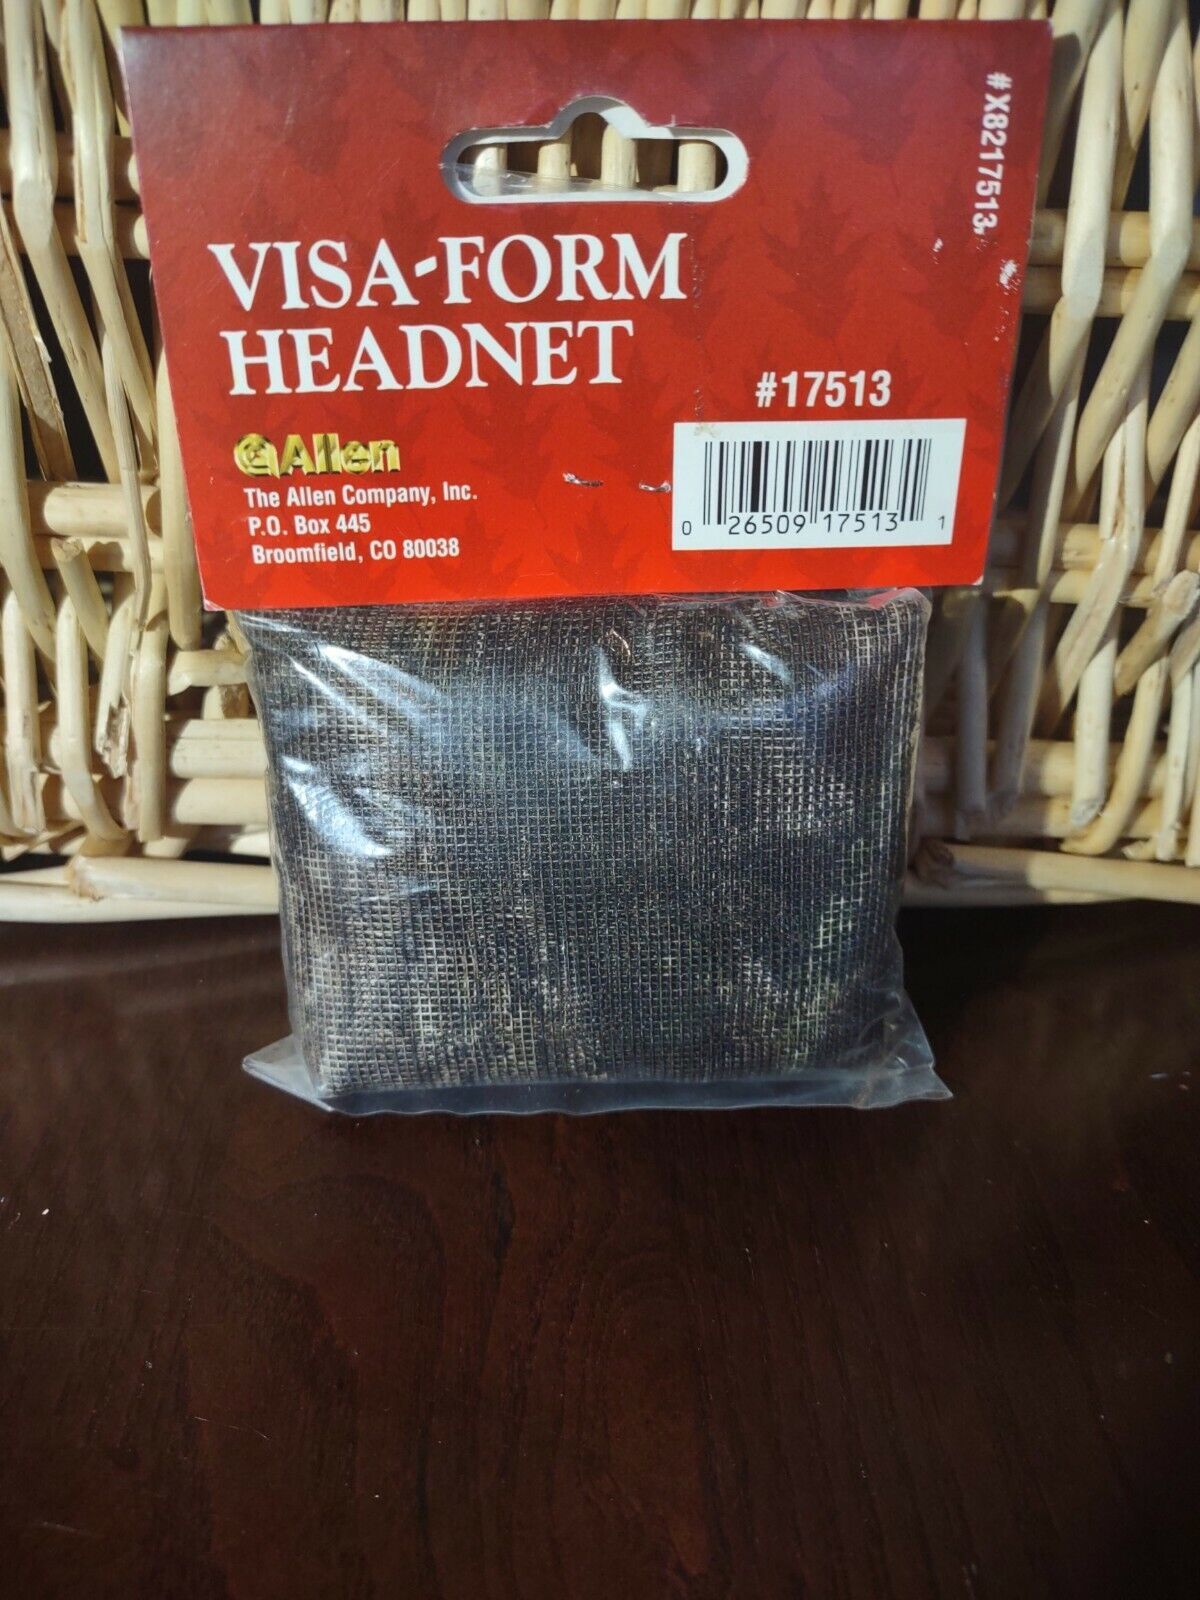 #X8217513
VISA-FORM
HEADNET
#17513
Allen
The Allen Company, Inc.
P.O. Box 445
Broomfield, CO 80038
0 26509 17513 1